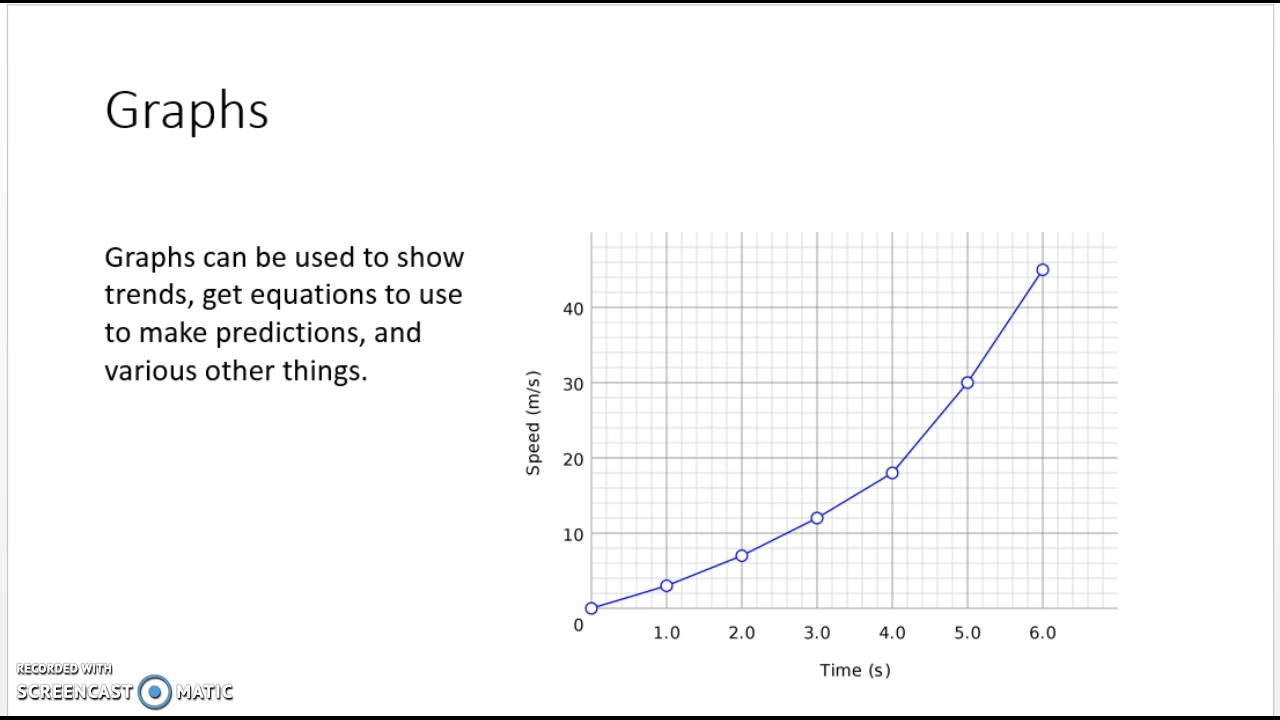 Graphs
Graphs can be used to show
trends, get equations to use
to make predictions, and
various other things.
Speed (m/s)
40
30
20
10
0
1.0 2.0 3.0 4.0 5.0 6.0
Time (s)
RECORDED WITH
SCREENCAST MATIC